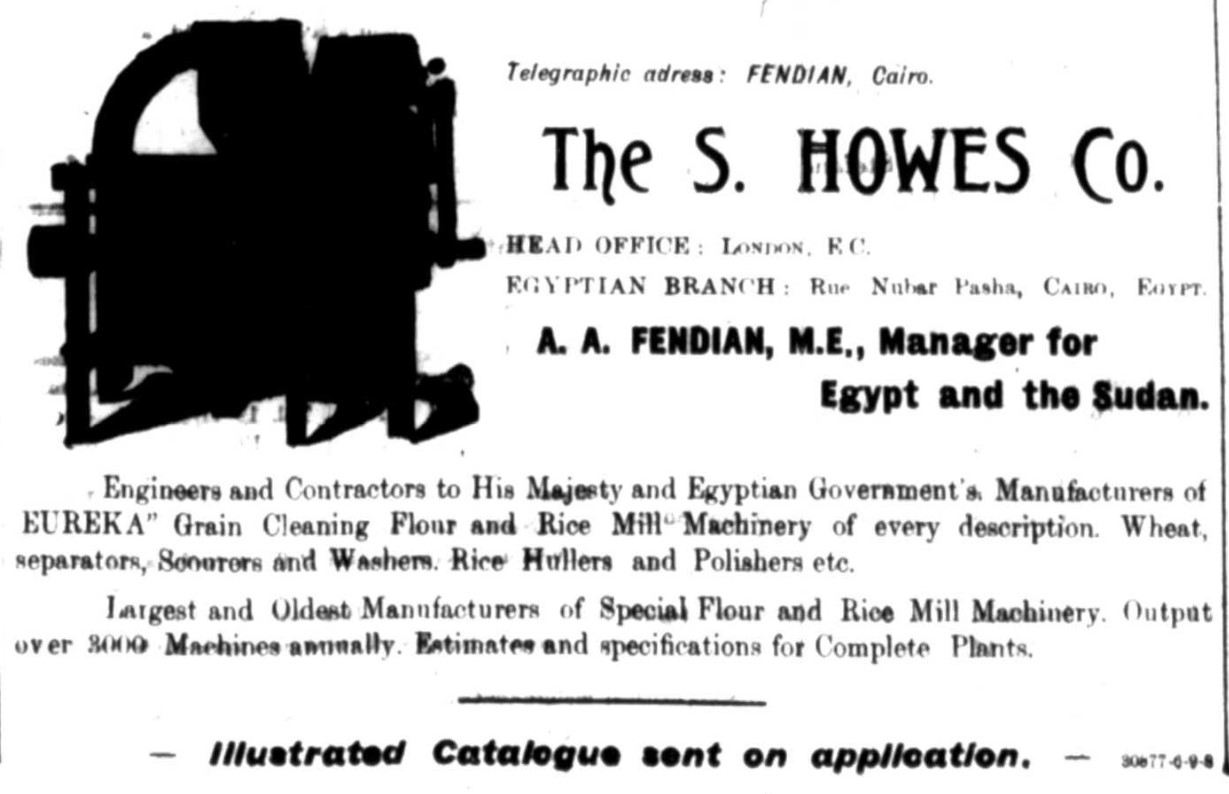 Telegraphic adress: FENDIAN, Cairo.
The S. HOWES Co.
HEAD OFFICE: LONDON, E C.
EGYPTIAN BRANCH: Rue Nubar Pasha, CAIRO, EGYPT.
A. A. FENDIAN, M.E., Manager for
Egypt and the Sudan.
Engineers and Contractors to His Majesty and Egyptian Government's, Manufacturers of
EUREKA" Grain Cleaning Flour and Rice Mill Machinery of every description. Wheat,
separators, Scourers and Washers. Rice Hullers and Polishers etc.
Largest and Oldest Manufacturers of Special Flour and Rice Mill Machinery. Output
over 3000 Machines annually. Estimates and specifications for Complete Plants.
— Illustrated Catalogue sent on application. —